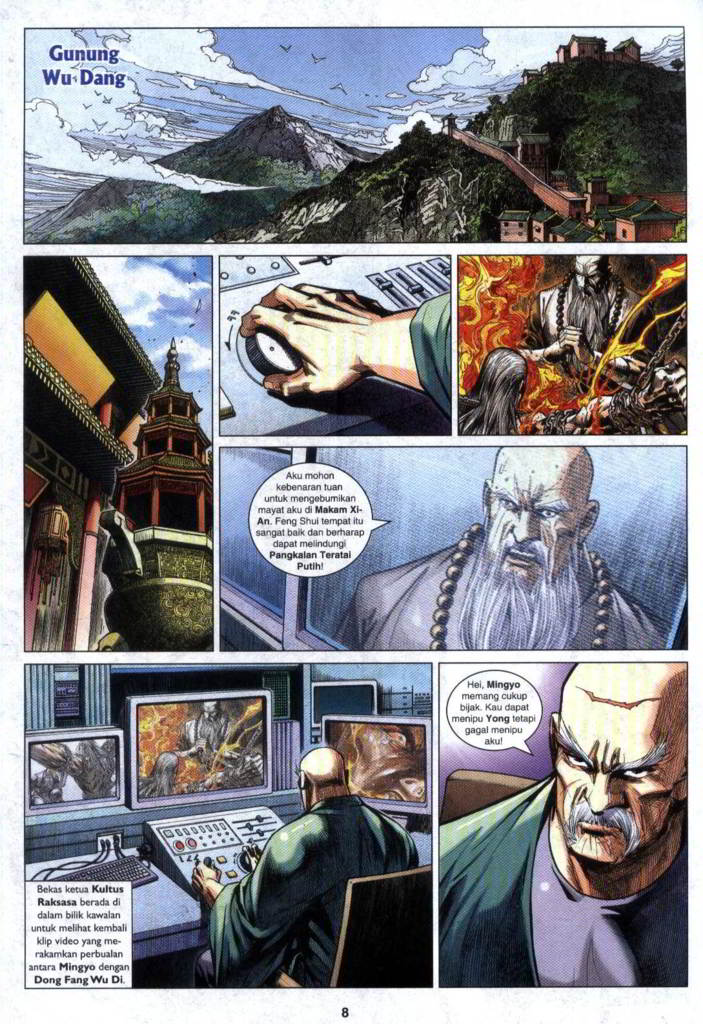 Gunung
Wu Dang
Aku mohon
kebenaran tuan
untuk mengebumikan
mayat aku di Makam Xi-
An. Feng Shui tempat itu
sangat baik dan berharap
dapat melindungi
Pangkalan Teratai
Putih!
Bekas ketua Kultus
Raksasa berada di
dalam bilik kawalan
untuk melihat kembali
klip video yang me-
rakamkan perbualan
antara Mingyo dengan
Dong Fang Wu Di.
Hei, Mingyo
memang cukup
bijak. Kau dapat
menipu Yong tetapi
gagal menipu
aku!
8